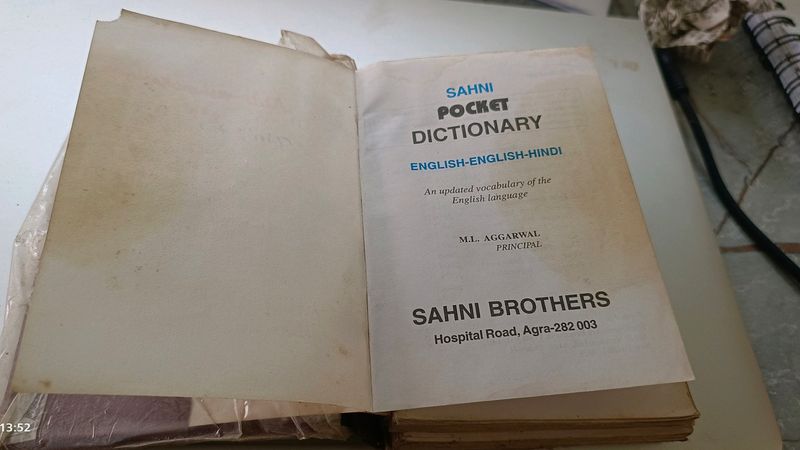 SAHNI
POCKET
DICTIONARY
ENGLISH-ENGLISH-HINDI
An updated vocabulary of the
English language
M.L. AGGARWAL
PRINCIPAL
SAHNI BROTHERS
Hospital Road, Agra-282 003
13:52